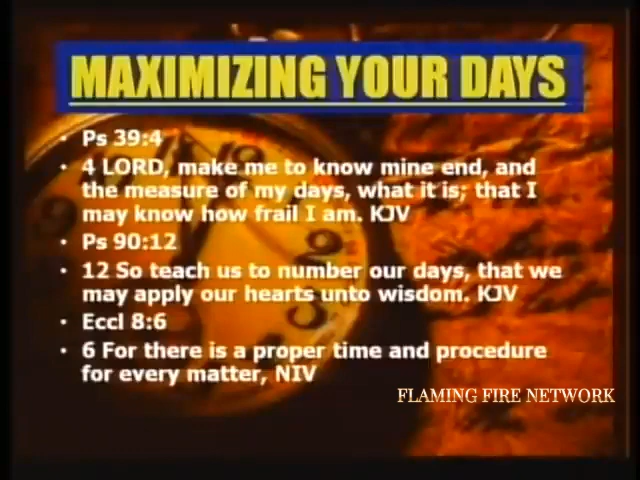 MAXIMIZING YOUR DAYS
• Ps 39:4
• 4 LORD, make me to know mine end, and
the measure of my days, what it is; that I
may know how frail I am. KJV
• Ps 90:12
• 12 So teach us to number our days, that we
may apply our hearts unto wisdom. KJV
• Eccl 8:6
• 6 For there is a proper time and procedure
for every matter, NIV
FLAMING FIRE NETWORK